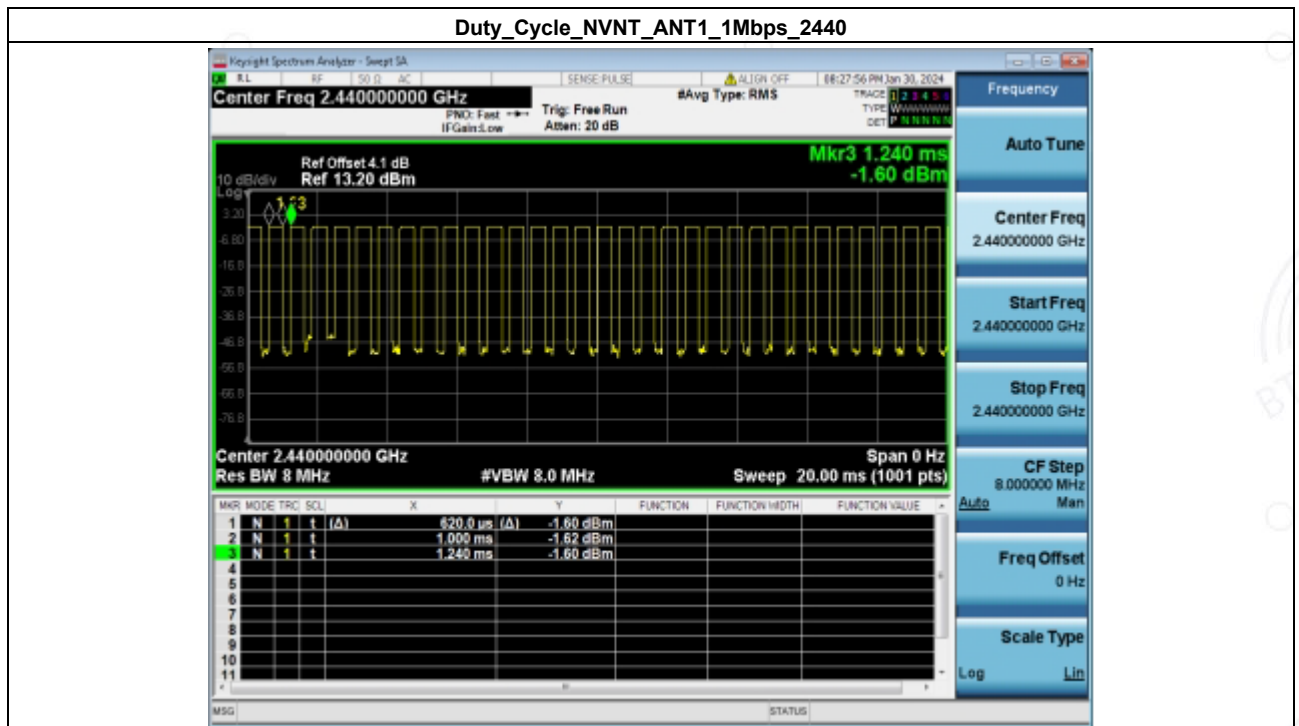 Duty_Cycle_NVNT_ANT1_1Mbps_2440
Keysight Spectrum Analyzer - Swept SA
RL RF 50 Ω AC SENSE:PULSE ALIGN OFF 08:27:56 PM Jan 30, 2024
Center Freq 2.440000000 GHz
PNO: Fast
IFGain:Low
Trig: Free Run
Atten: 20 dB
#Avg Type: RMS
TRACE 1 2 3 4 5 6
TYPE WWWWWW
DET P N N N N N
Mkr3 1.240 ms
-1.60 dBm
Ref Offset 4.1 dB
10 dB/div Ref 13.20 dBm
Log
3.20
-6.80
-16.8
-26.8
-36.8
-46.8
-56.8
-66.8
-76.8
Center 2.440000000 GHz Span 0 Hz
Res BW 8 MHz #VBW 8.0 MHz Sweep 20.00 ms (1001 pts)
MKR MODE TRC SCL X Y FUNCTION FUNCTION WIDTH FUNCTION VALUE
1 N 1 t (Δ) 620.0 µs (Δ) -1.60 dBm
2 N 1 t 1.000 ms -1.62 dBm
3 N 1 t 1.240 ms -1.60 dBm
4
5
6
7
8
9
10
11
MSG STATUS
Frequency
Auto Tune
Center Freq
2.440000000 GHz
Start Freq
2.440000000 GHz
Stop Freq
2.440000000 GHz
CF Step
8.000000 MHz
Auto Man
Freq Offset
0 Hz
Scale Type
Log Lin